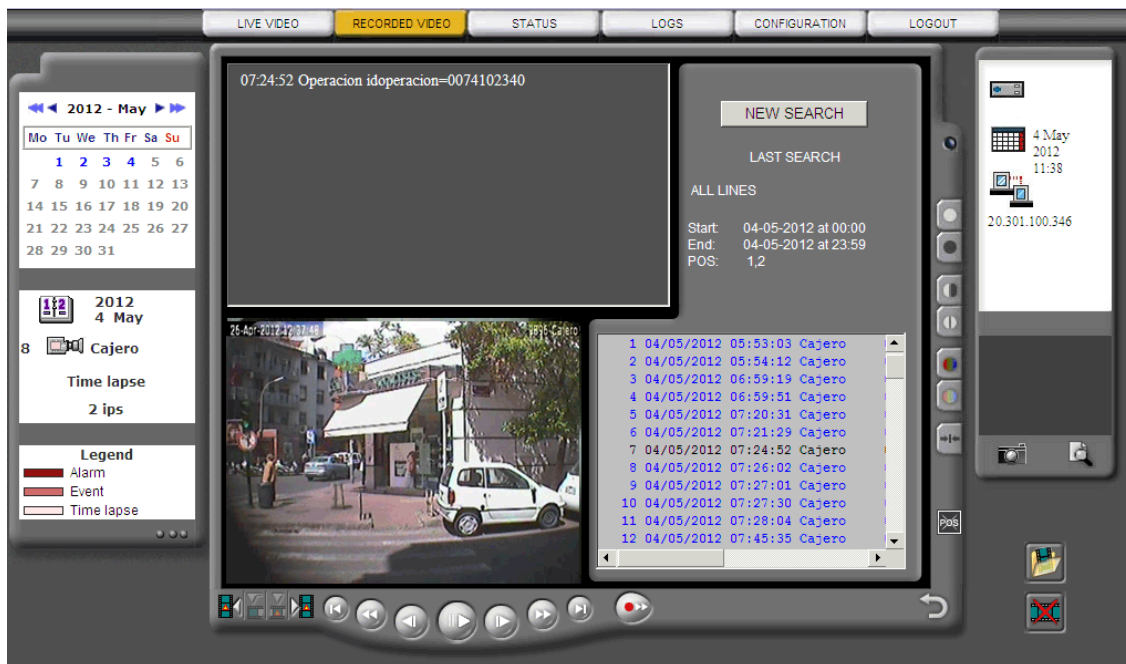 LIVE VIDEO
RECORDED VIDEO
STATUS
LOGS
CONFIGURATION
LOGOUT
2012 - May
Mo Tu We Th Fr Sa Su
1 2 3 4 5 6
7 8 9 10 11 12 13
14 15 16 17 18 19 20
21 22 23 24 25 26 27
28 29 30 31
1 2
2012
4 May
8 Cajero
Time lapse
2 ips
Legend
Alarm
Event
Time lapse
07:24:52 Operacion idoperacion=0074102340
26-Apr-2012 12:37:48
Cajero
NEW SEARCH
LAST SEARCH
ALL LINES
Start: 04-05-2012 at 00:00
End: 04-05-2012 at 23:59
POS: 1,2
1 04/05/2012 05:53:03 Cajero
2 04/05/2012 05:54:12 Cajero
3 04/05/2012 06:59:19 Cajero
4 04/05/2012 06:59:51 Cajero
5 04/05/2012 07:20:31 Cajero
6 04/05/2012 07:21:29 Cajero
7 04/05/2012 07:24:52 Cajero
8 04/05/2012 07:26:02 Cajero
9 04/05/2012 07:27:01 Cajero
10 04/05/2012 07:27:30 Cajero
11 04/05/2012 07:28:04 Cajero
12 04/05/2012 07:45:35 Cajero
POS
4 May
2012
11:38
20.301.100.346